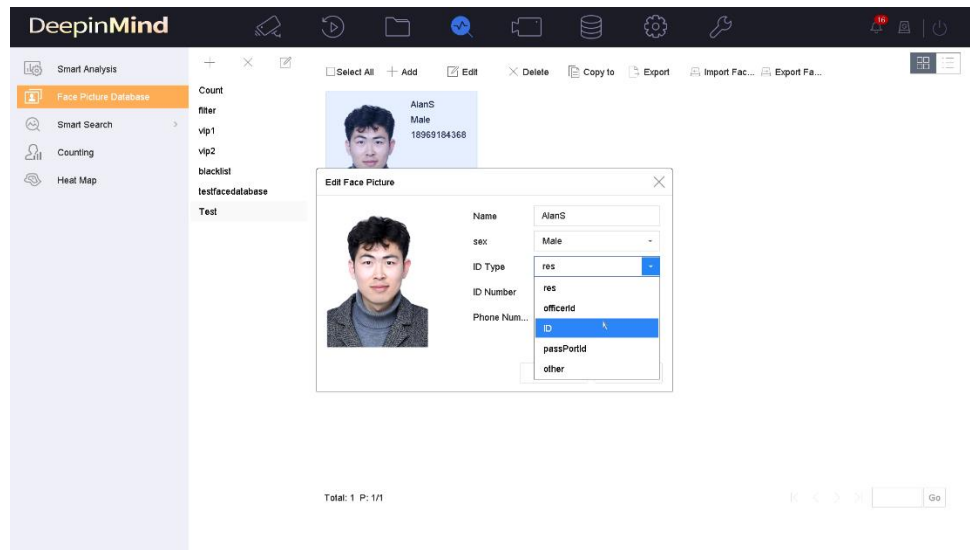 DeepinMind
16
Smart Analysis
Face Picture Database
Smart Search
Counting
Heat Map
Count
filter
vip1
vip2
blacklist
testfacedatabase
Test
Select All Add Edit Delete Copy to Export Import Fac... Export Fa...
AlanS
Male
18969184368
Edit Face Picture
Name AlanS
sex Male
ID Type res
ID Number
Phone Num...
res
officerId
ID
passPortId
other
Total: 1 P: 1/1
Go